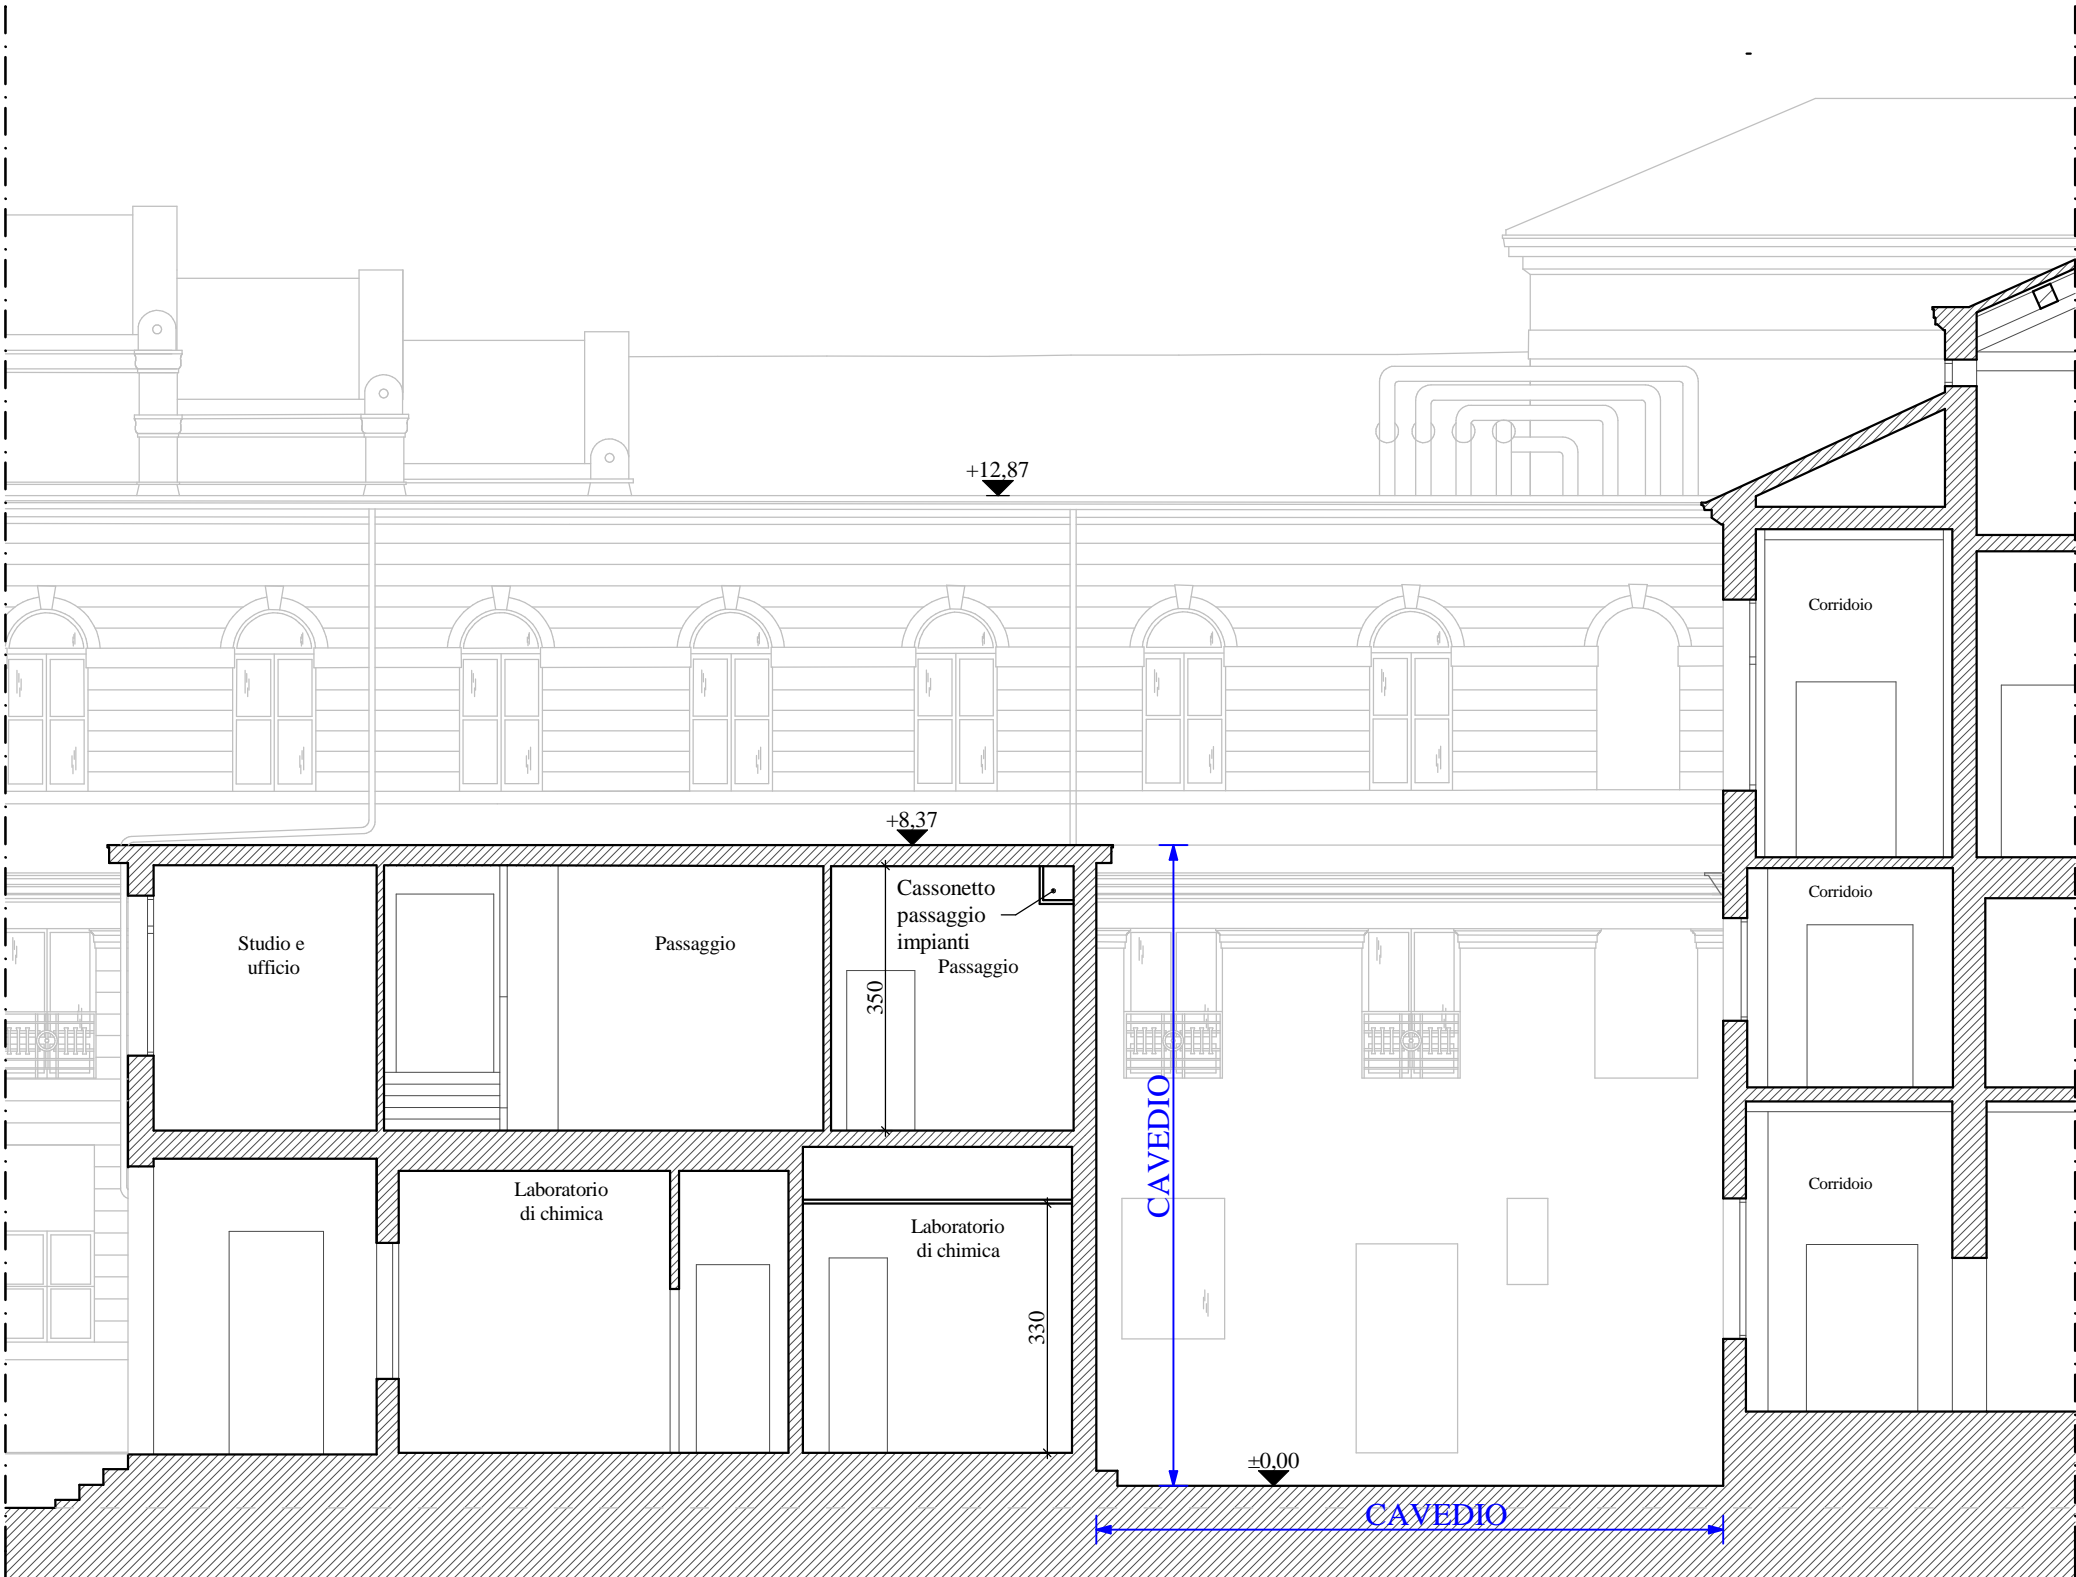 +12,87
Corridoio
+8,37
Cassonetto
passaggio
impianti
Corridoio
Studio e
ufficio
Passaggio
Passaggio
350
CAVEDIO
Laboratorio
di chimica
Corridoio
Laboratorio
di chimica
330
±0,00
CAVEDIO